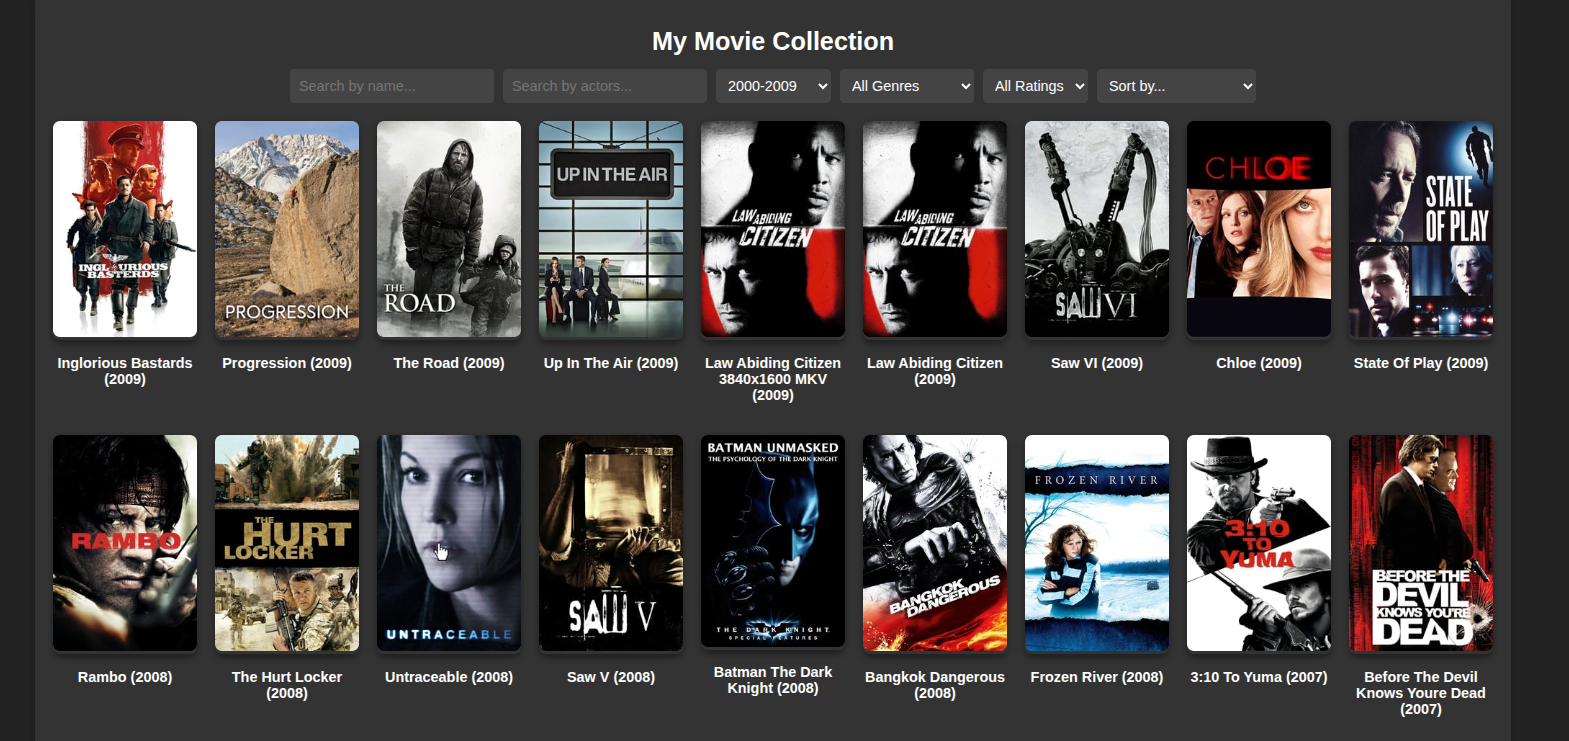 My Movie Collection
Search by name...
Search by actors...
2000-2009
All Genres
All Ratings
Sort by...
INGLOURIOUS
BASTERDS
PROGRESSION
THE
ROAD
UP IN THE AIR
LAW ABIDING
CITIZEN
LAW ABIDING
CITIZEN
SAW VI
CHLOE
STATE
OF PLAY
Inglorious Bastards
(2009)
Progression (2009)
The Road (2009)
Up In The Air (2009)
Law Abiding Citizen
3840x1600 MKV
(2009)
Law Abiding Citizen
(2009)
Saw VI (2009)
Chloe (2009)
State Of Play (2009)
RAMBO
THE
HURT
LOCKER
UNTRACEABLE
SAW V
BATMAN UNMASKED
THE PSYCHOLOGY OF THE DARK KNIGHT
THE DARK KNIGHT
SPECIAL FEATURES
BANGKOK
DANGEROUS
FROZEN RIVER
3:10
TO
YUMA
BEFORE THE
DEVIL
KNOWS YOU'RE
DEAD
Rambo (2008)
The Hurt Locker
(2008)
Untraceable (2008)
Saw V (2008)
Batman The Dark
Knight (2008)
Bangkok Dangerous
(2008)
Frozen River (2008)
3:10 To Yuma (2007)
Before The Devil
Knows Youre Dead
(2007)